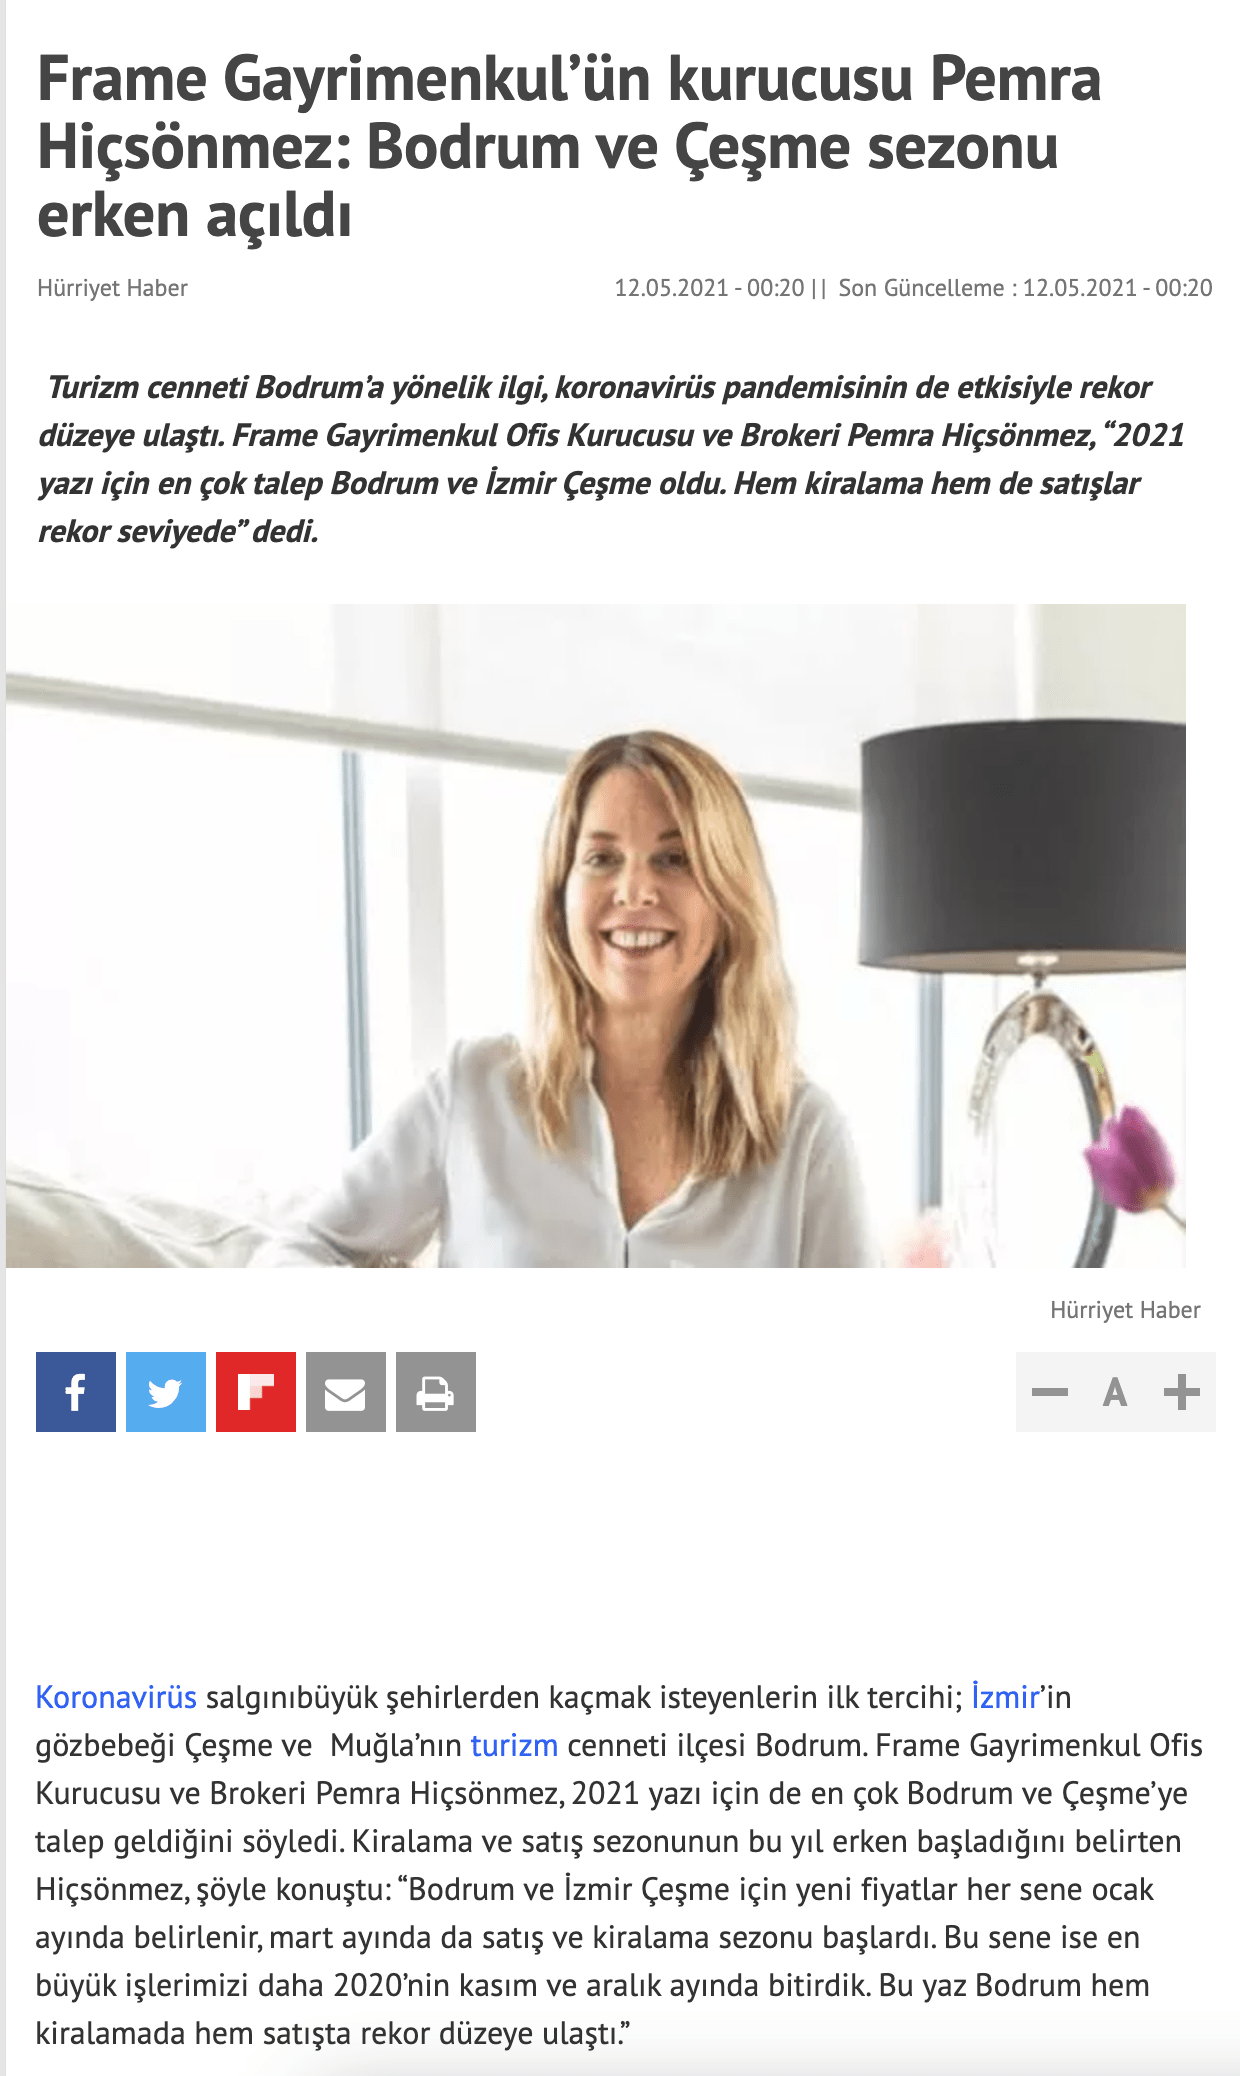 Frame Gayrimenkul’ün kurucusu Pemra
Hiçsönmez: Bodrum ve Çeşme sezonu
erken açıldı
Hürriyet Haber
12.05.2021 - 00:20 || Son Güncelleme : 12.05.2021 - 00:20
Turizm cenneti Bodrum’a yönelik ilgi, koronavirüs pandemisinin de etkisiyle rekor
düzeye ulaştı. Frame Gayrimenkul Ofis Kurucusu ve Brokeri Pemra Hiçsönmez, “2021
yazı için en çok talep Bodrum ve İzmir Çeşme oldu. Hem kiralama hem de satışlar
rekor seviyede” dedi.
Hürriyet Haber
A
Koronavirüs salgınıbüyük şehirlerden kaçmak isteyenlerin ilk tercihi; İzmir’in
gözbebeği Çeşme ve  Muğla’nın turizm cenneti ilçesi Bodrum. Frame Gayrimenkul Ofis
Kurucusu ve Brokeri Pemra Hiçsönmez, 2021 yazı için de en çok Bodrum ve Çeşme’ye
talep geldiğini söyledi. Kiralama ve satış sezonunun bu yıl erken başladığını belirten
Hiçsönmez, şöyle konuştu: “Bodrum ve İzmir Çeşme için yeni fiyatlar her sene ocak
ayında belirlenir, mart ayında da satış ve kiralama sezonu başlardı. Bu sene ise en
büyük işlerimizi daha 2020’nin kasım ve aralık ayında bitirdik. Bu yaz Bodrum hem
kiralamada hem satışta rekor düzeye ulaştı.”